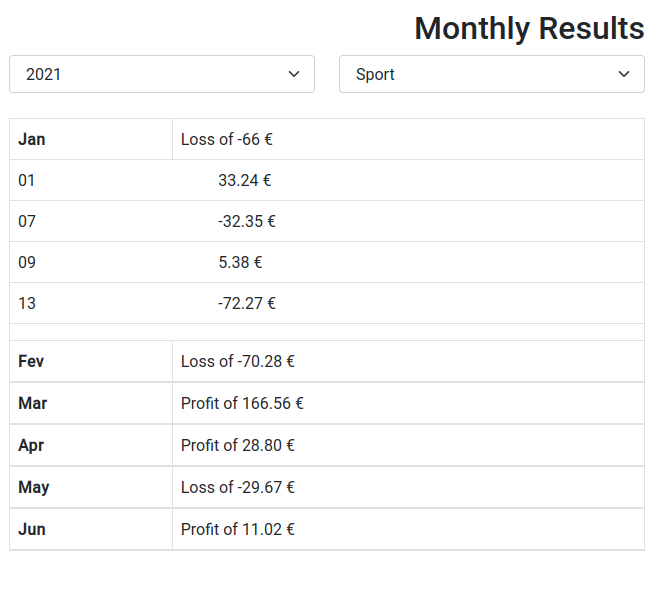 Monthly Results
2021 Sport
Jan Loss of -66 €
01 33.24 €
07 -32.35 €
09 5.38 €
13 -72.27 €
Fev Loss of -70.28 €
Mar Profit of 166.56 €
Apr Profit of 28.80 €
May Loss of -29.67 €
Jun Profit of 11.02 €